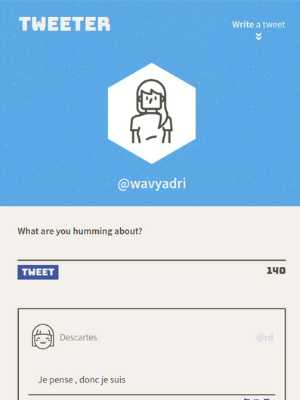 TWEETER
Write a tweet
@wavyadri
What are you humming about?
TWEET
140
Descartes
@rd
Je pense , donc je suis